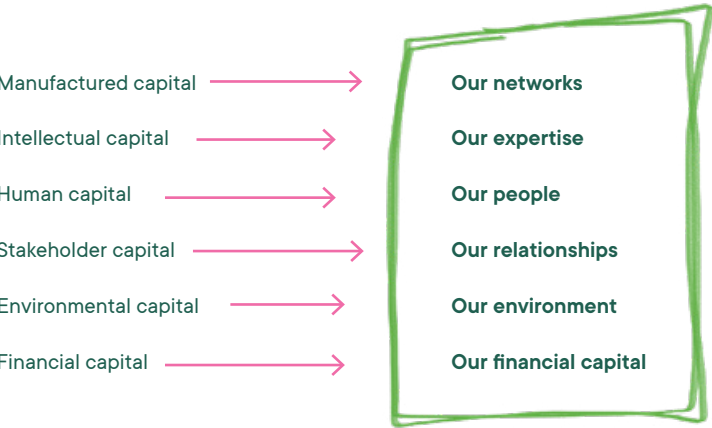 Manufactured capital Our networks
Intellectual capital Our expertise
Human capital Our people
Stakeholder capital Our relationships
Environmental capital Our environment
Financial capital Our financial capital